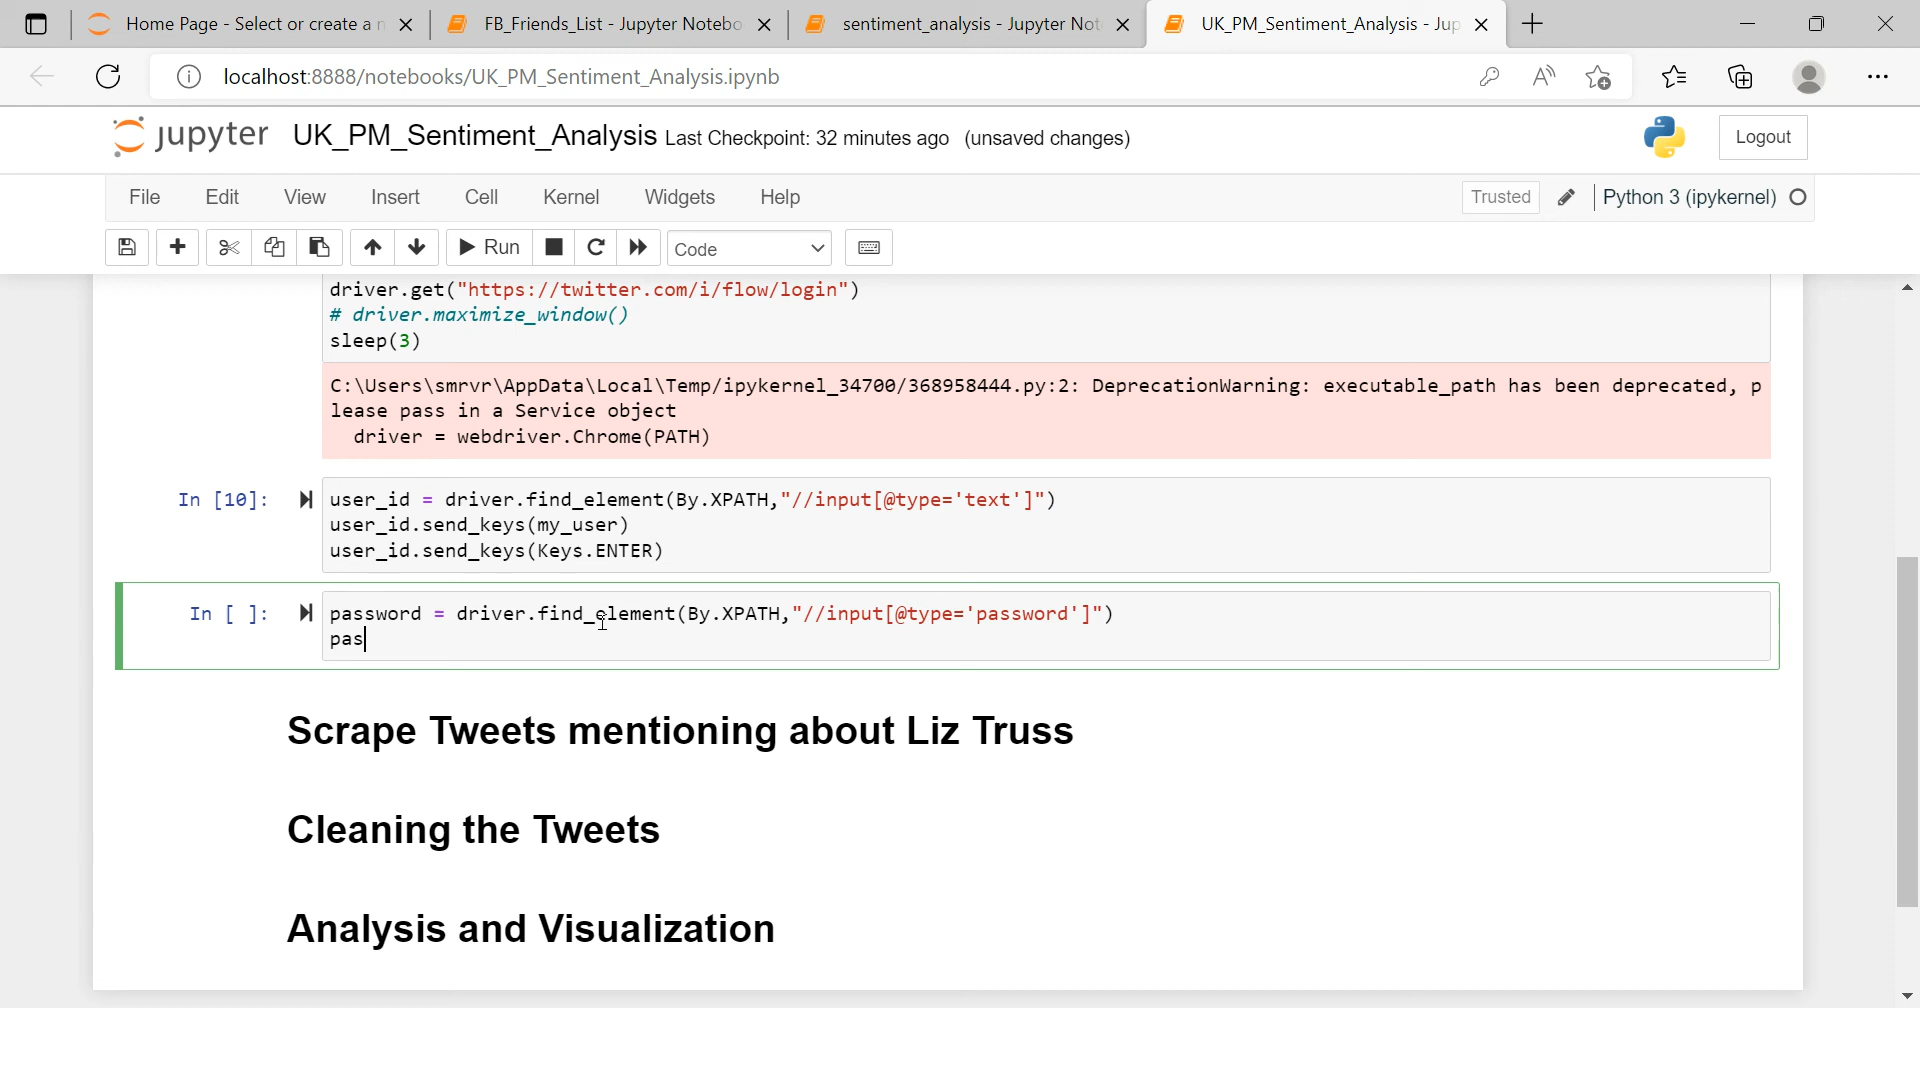 Home Page - Select or create a n
FB_Friends_List - Jupyter Notebo
sentiment_analysis - Jupyter Not
UK_PM_Sentiment_Analysis - Jup
localhost:8888/notebooks/UK_PM_Sentiment_Analysis.ipynb
jupyter UK_PM_Sentiment_Analysis Last Checkpoint: 32 minutes ago (unsaved changes)
Logout
File Edit View Insert Cell Kernel Widgets Help
Trusted
Python 3 (ipykernel)
Run
Code
driver.get("https://twitter.com/i/flow/login")
# driver.maximize_window()
sleep(3)
C:\Users\smrvr\AppData\Local\Temp/ipykernel_34700/368958444.py:2: DeprecationWarning: executable_path has been deprecated, p
lease pass in a Service object
driver = webdriver.Chrome(PATH)
In [10]:
user_id = driver.find_element(By.XPATH,"//input[@type='text']")
user_id.send_keys(my_user)
user_id.send_keys(Keys.ENTER)
In [ ]:
password = driver.find_element(By.XPATH,"//input[@type='password']")
pas
Scrape Tweets mentioning about Liz Truss
Cleaning the Tweets
Analysis and Visualization